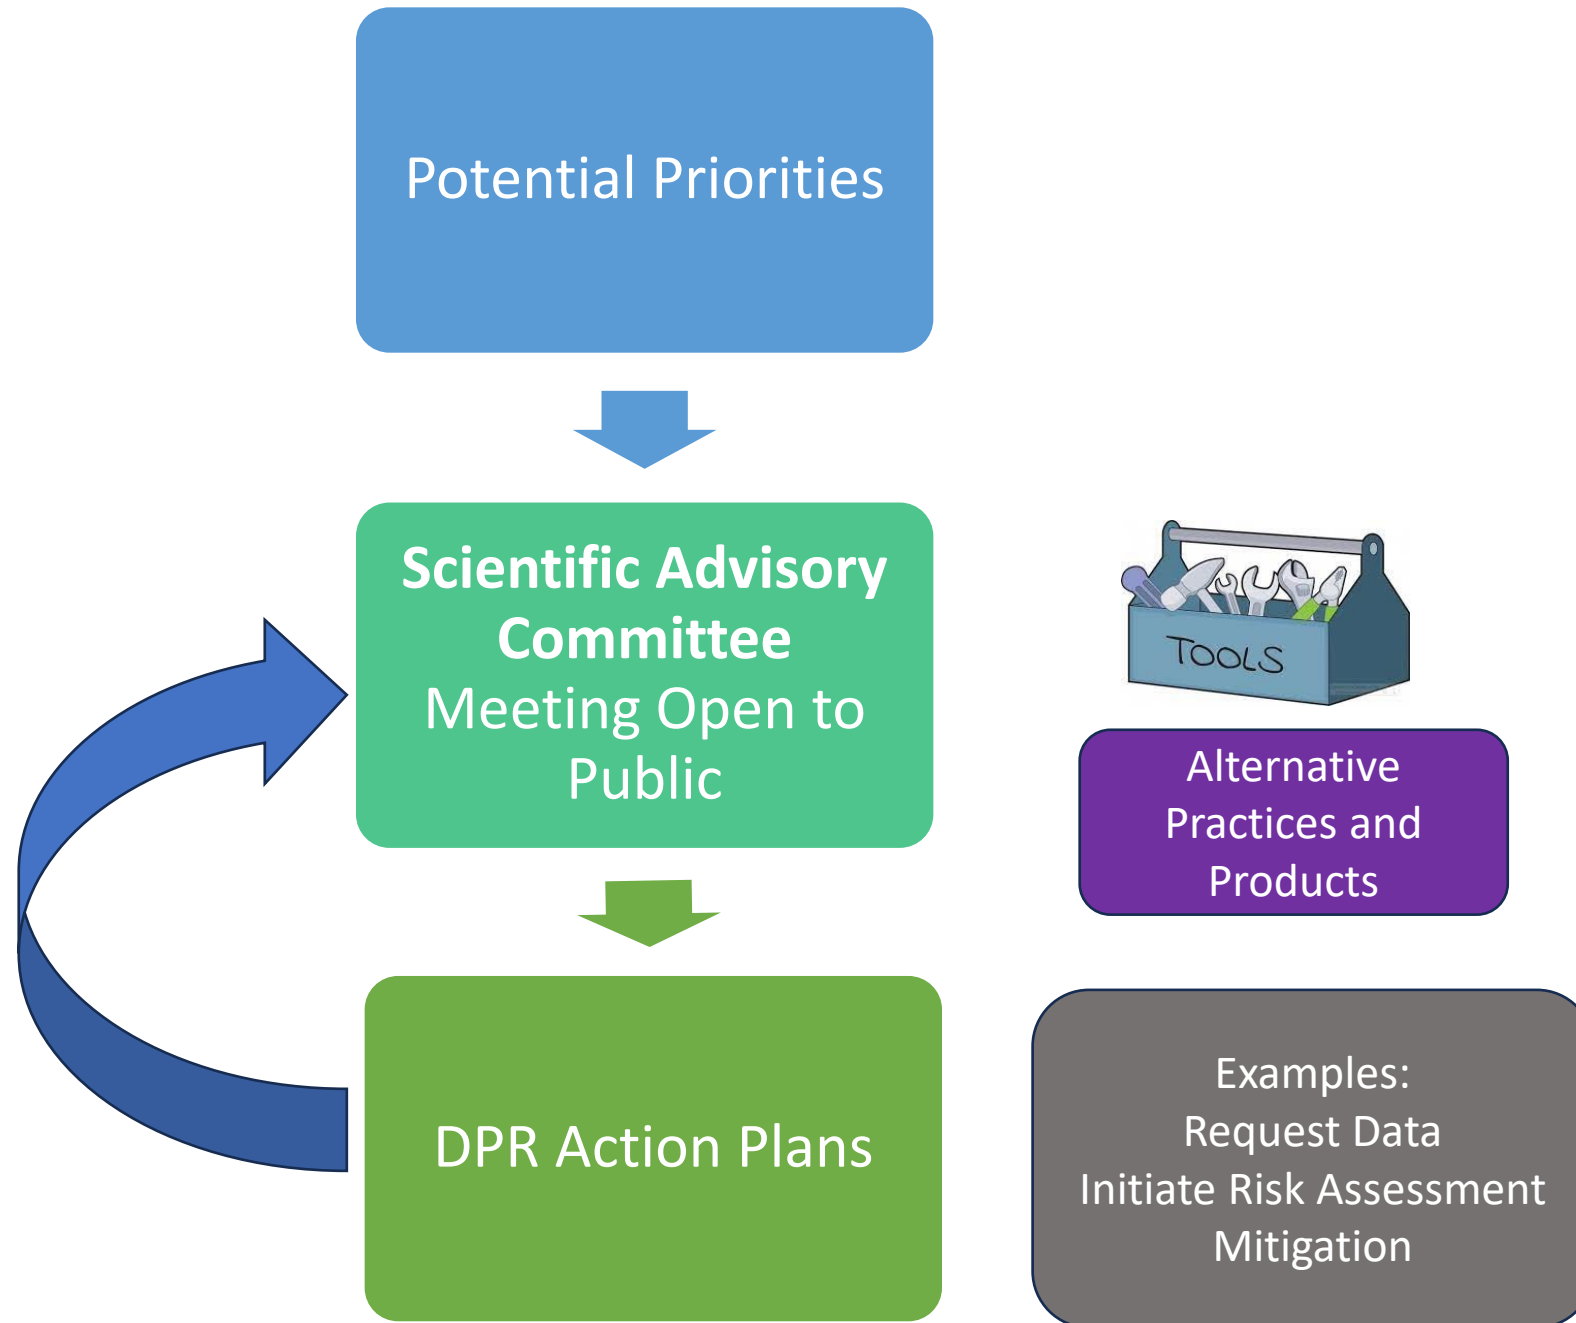 Potential Priorities
Scientific Advisory
Committee
Meeting Open to
Public
TOOLS
Alternative
Practices and
Products
DPR Action Plans
Examples:
Request Data
Initiate Risk Assessment
Mitigation